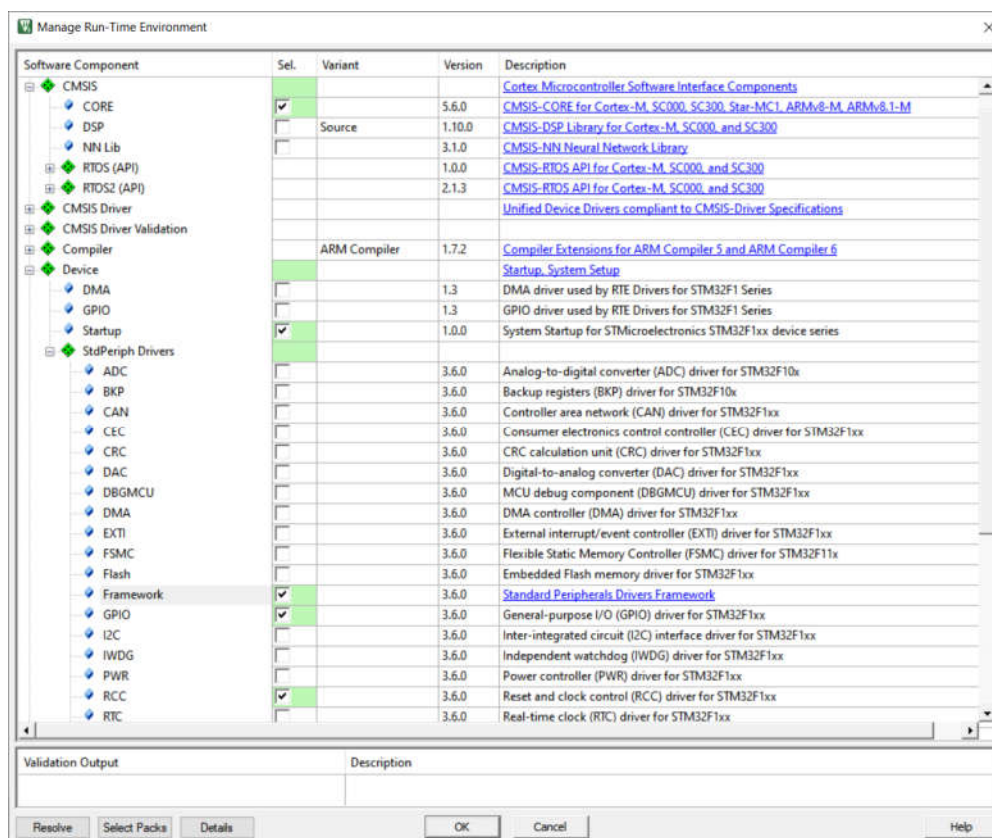 Manage Run-Time Environment
Software Component Sel. Variant Version Description
CMSIS Cortex Microcontroller Software Interface Components
CORE 5.6.0 CMSIS-CORE for Cortex-M, SC000, SC300, Star-MC1, ARMv8-M, ARMv8.1-M
DSP Source 1.10.0 CMSIS-DSP Library for Cortex-M, SC000, and SC300
NN Lib 3.1.0 CMSIS-NN Neural Network Library
RTOS (API) 1.0.0 CMSIS-RTOS API for Cortex-M, SC000, and SC300
RTOS2 (API) 2.1.3 CMSIS-RTOS API for Cortex-M, SC000, and SC300
CMSIS Driver Unified Device Drivers compliant to CMSIS-Driver Specifications
CMSIS Driver Validation
Compiler ARM Compiler 1.7.2 Compiler Extensions for ARM Compiler 5 and ARM Compiler 6
Device Startup, System Setup
DMA 1.3 DMA driver used by RTE Drivers for STM32F1 Series
GPIO 1.3 GPIO driver used by RTE Drivers for STM32F1 Series
Startup 1.0.0 System Startup for STMicroelectronics STM32F1xx device series
StdPeriph Drivers
ADC 3.6.0 Analog-to-digital converter (ADC) driver for STM32F10x
BKP 3.6.0 Backup registers (BKP) driver for STM32F10x
CAN 3.6.0 Controller area network (CAN) driver for STM32F1xx
CEC 3.6.0 Consumer electronics control controller (CEC) driver for STM32F1xx
CRC 3.6.0 CRC calculation unit (CRC) driver for STM32F1xx
DAC 3.6.0 Digital-to-analog converter (DAC) driver for STM32F1xx
DBGMCU 3.6.0 MCU debug component (DBGMCU) driver for STM32F1xx
DMA 3.6.0 DMA controller (DMA) driver for STM32F1xx
EXTI 3.6.0 External interrupt/event controller (EXTI) driver for STM32F1xx
FSMC 3.6.0 Flexible Static Memory Controller (FSMC) driver for STM32F11x
Flash 3.6.0 Embedded Flash memory driver for STM32F1xx
Framework 3.6.0 Standard Peripherals Drivers Framework
GPIO 3.6.0 General-purpose I/O (GPIO) driver for STM32F1xx
I2C 3.6.0 Inter-integrated circuit (I2C) interface driver for STM32F1xx
IWDG 3.6.0 Independent watchdog (IWDG) driver for STM32F1xx
PWR 3.6.0 Power controller (PWR) driver for STM32F1xx
RCC 3.6.0 Reset and clock control (RCC) driver for STM32F1xx
RTC 3.6.0 Real-time clock (RTC) driver for STM32F1xx
Validation Output Description
Resolve Select Packs Details OK Cancel Help